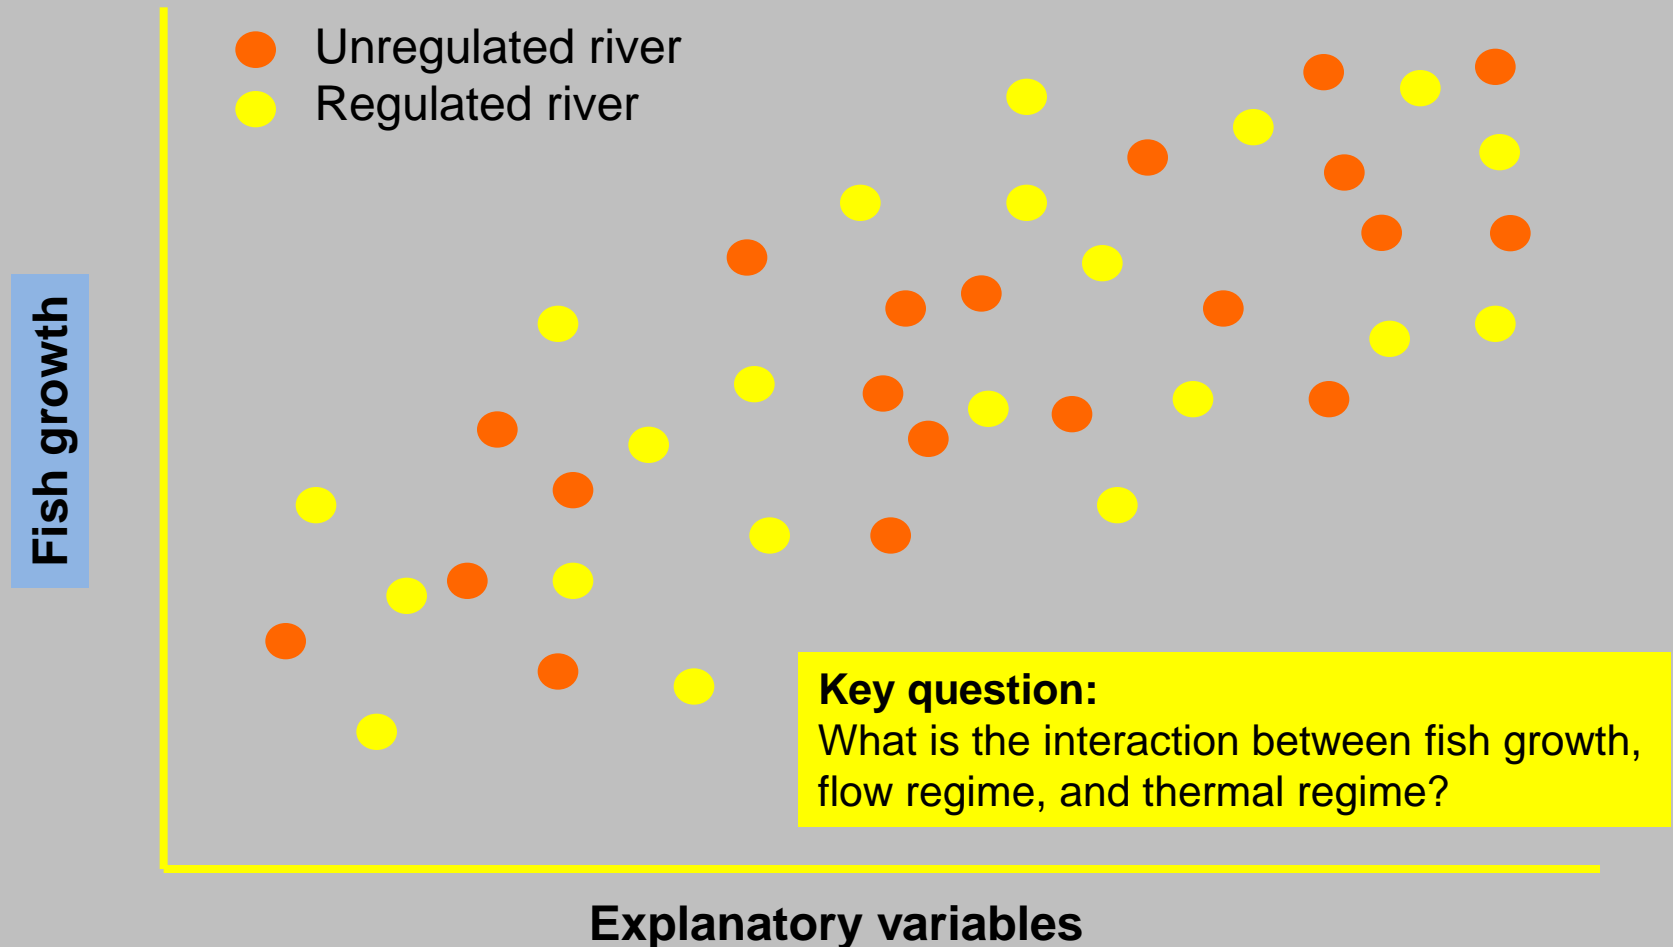 Unregulated river
Regulated river
Fish growth
Key question:
What is the interaction between fish growth,
flow regime, and thermal regime?
Explanatory variables